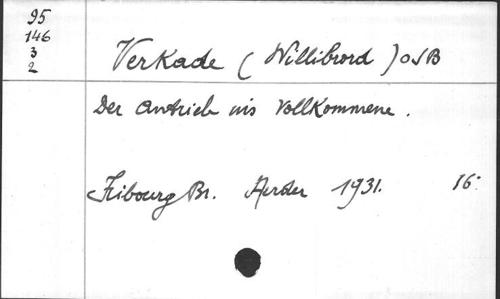 95
146
3
2
Verkade (Willibrord) OSB
Der Antrieb ins Vollkommene.
Fribourg Br. Herder 1931. 16: